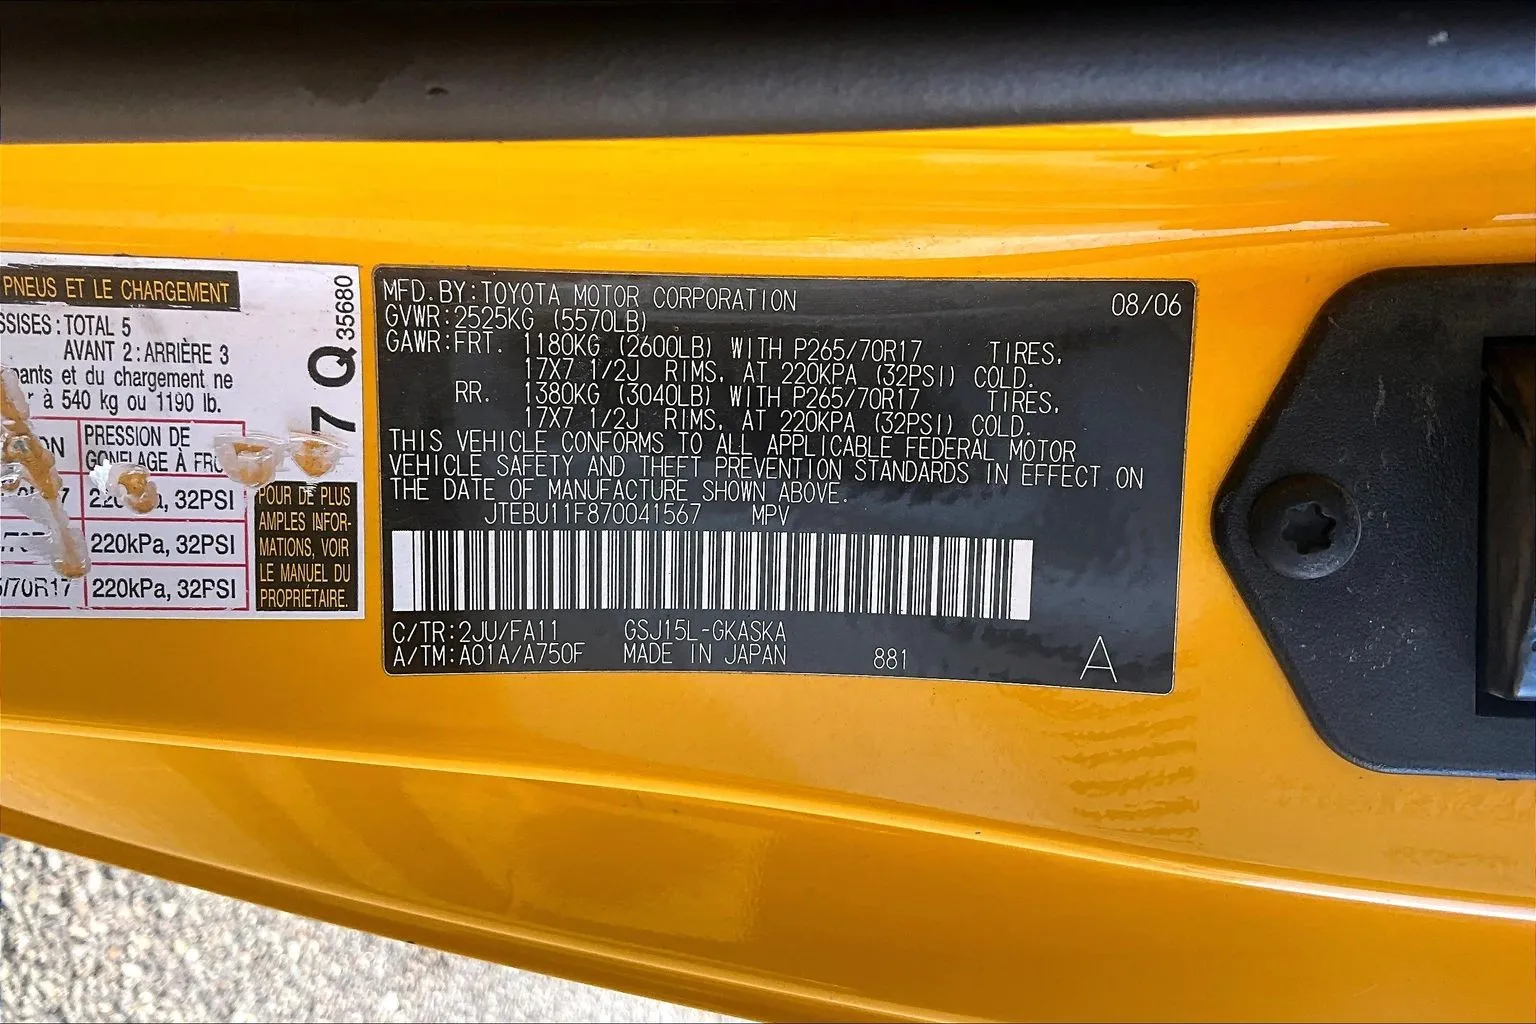 PNEUS ET LE CHARGEMENT
SSISES : TOTAL 5
AVANT 2 : ARRIÈRE 3
pants et du chargement ne
r à 540 kg ou 1190 lb.
PRESSION DE
GONFLAGE À
32PSI
220kPa, 32PSI
/70R17 220kPa, 32PSI
7 Q 35680
POUR DE PLUS
AMPLES INFOR-
MATIONS, VOIR
LE MANUEL DU
PROPRIÉTAIRE.
MFD. BY: TOYOTA MOTOR CORPORATION 08/06
GVWR: 2525KG (5570LB)
GAWR: FRT. 1180KG (2600LB) WITH P265/70R17 TIRES,
17X7 1/2J RIMS, AT 220KPA (32PSI) COLD.
RR. 1380KG (3040LB) WITH P265/70R17 TIRES,
17X7 1/2J RIMS, AT 220KPA (32PSI) COLD.
THIS VEHICLE CONFORMS TO ALL APPLICABLE FEDERAL MOTOR
VEHICLE SAFETY AND THEFT PREVENTION STANDARDS IN EFFECT ON
THE DATE OF MANUFACTURE SHOWN ABOVE.
JTEBU11F870041567 MPV
C/TR: 2JU/FA11 GSJ15L-GKASKA
A/TM: A01A/A750F MADE IN JAPAN 881 A